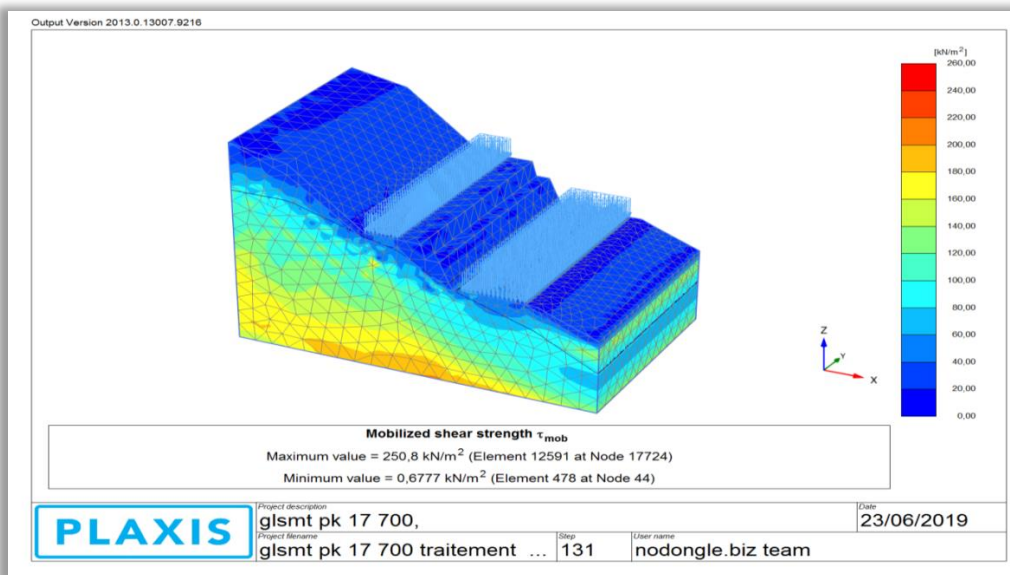 Output Version 2013.0.13007.9216
[kN/m²]
260,00
240,00
220,00
200,00
180,00
160,00
140,00
120,00
100,00
80,00
60,00
40,00
20,00
0,00
Z
Y
X
Mobilized shear strength τmob
Maximum value = 250,8 kN/m² (Element 12591 at Node 17724)
Minimum value = 0,6777 kN/m² (Element 478 at Node 44)
PLAXIS
Project description
glsmt pk 17 700,
Date
23/06/2019
Project filename
glsmt pk 17 700 traitement ...
Step
131
User name
nodongle.biz team